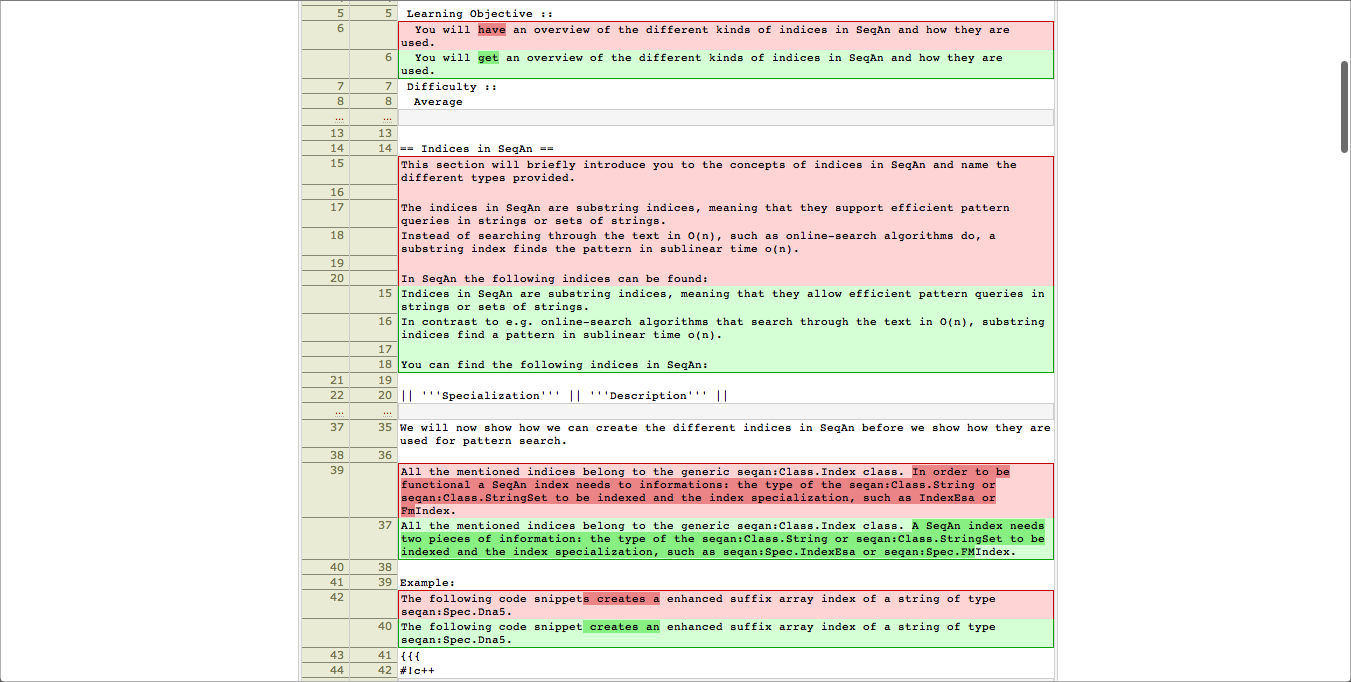 5 5 Learning Objective ::
6 You will have an overview of the different kinds of indices in SeqAn and how they are
used.
6 You will get an overview of the different kinds of indices in SeqAn and how they are
used.
7 7 Difficulty ::
8 8 Average
… …
13 13
14 14 == Indices in SeqAn ==
15 This section will briefly introduce you to the concepts of indices in SeqAn and name the
different types provided.
16
17 The indices in SeqAn are substring indices, meaning that they support efficient pattern
queries in strings or sets of strings.
18 Instead of searching through the text in O(n), such as online-search algorithms do, a
substring index finds the pattern in sublinear time o(n).
19
20 In SeqAn the following indices can be found:
15 Indices in SeqAn are substring indices, meaning that they allow efficient pattern queries in
strings or sets of strings.
16 In contrast to e.g. online-search algorithms that search through the text in O(n), substring
indices find a pattern in sublinear time o(n).
17
18 You can find the following indices in SeqAn:
21 19
22 20 || '''Specialization''' || '''Description''' ||
… …
37 35 We will now show how we can create the different indices in SeqAn before we show how they are
used for pattern search.
38 36
39 All the mentioned indices belong to the generic seqan:Class.Index class. In order to be
functional a SeqAn index needs to informations: the type of the seqan:Class.String or
seqan:Class.StringSet to be indexed and the index specialization, such as IndexEsa or
FmIndex.
37 All the mentioned indices belong to the generic seqan:Class.Index class. A SeqAn index needs
two pieces of information: the type of the seqan:Class.String or seqan:Class.StringSet to be
indexed and the index specialization, such as seqan:Spec.IndexEsa or seqan:Spec.FMIndex.
40 38
41 39 Example:
42 The following code snippets creates a enhanced suffix array index of a string of type
seqan:Spec.Dna5.
40 The following code snippet creates an enhanced suffix array index of a string of type
seqan:Spec.Dna5.
43 41 {{{
44 42 #!c++